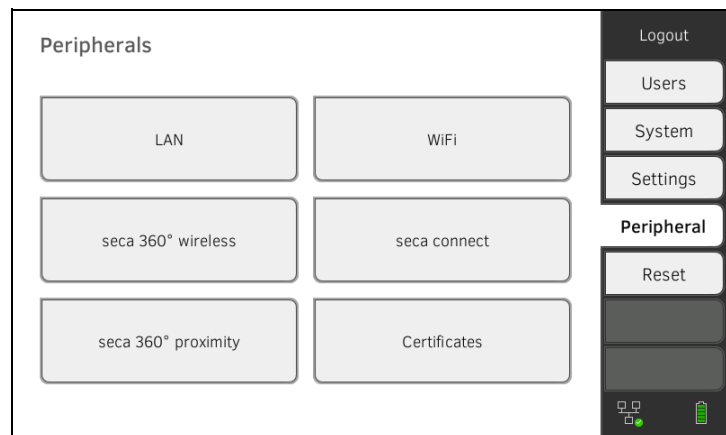 Peripherals
LAN
WiFi
seca 360° wireless
seca connect
seca 360° proximity
Certificates
Logout
Users
System
Settings
Peripheral
Reset